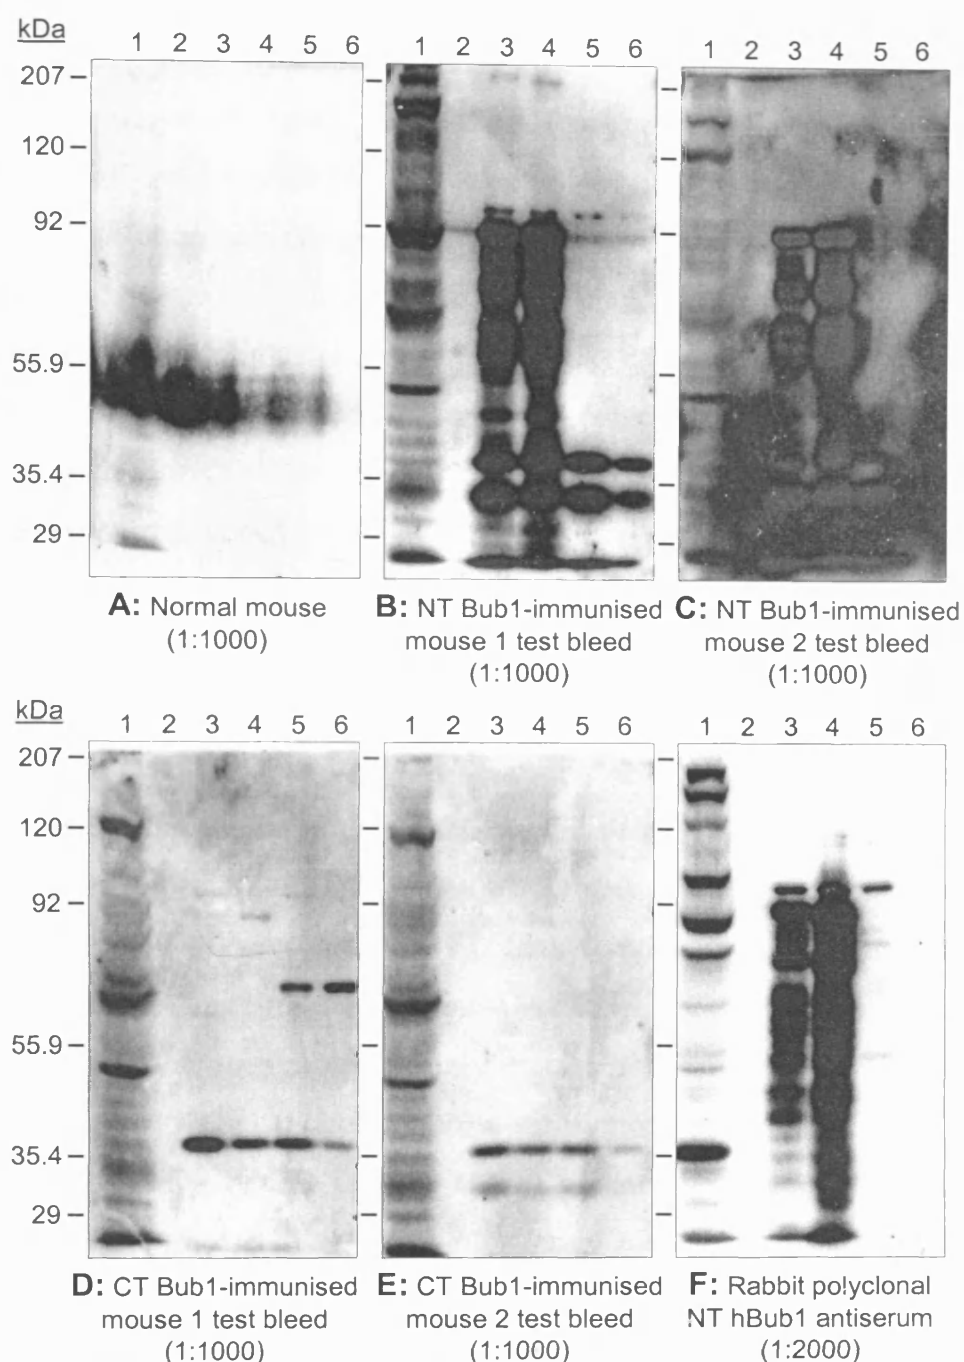 kDa
1 2 3 4 5 6 1 2 3 4 5 6 1 2 3 4 5 6
207 –
120 –
92 –
55.9 –
35.4 –
29 –
A: Normal mouse
(1:1000)
B: NT Bub1-immunised
mouse 1 test bleed
(1:1000)
C: NT Bub1-immunised
mouse 2 test bleed
(1:1000)
kDa
1 2 3 4 5 6 1 2 3 4 5 6 1 2 3 4 5 6
207 –
120 –
92 –
55.9 –
35.4 –
29 –
D: CT Bub1-immunised
mouse 1 test bleed
(1:1000)
E: CT Bub1-immunised
mouse 2 test bleed
(1:1000)
F: Rabbit polyclonal
NT hBub1 antiserum
(1:2000)